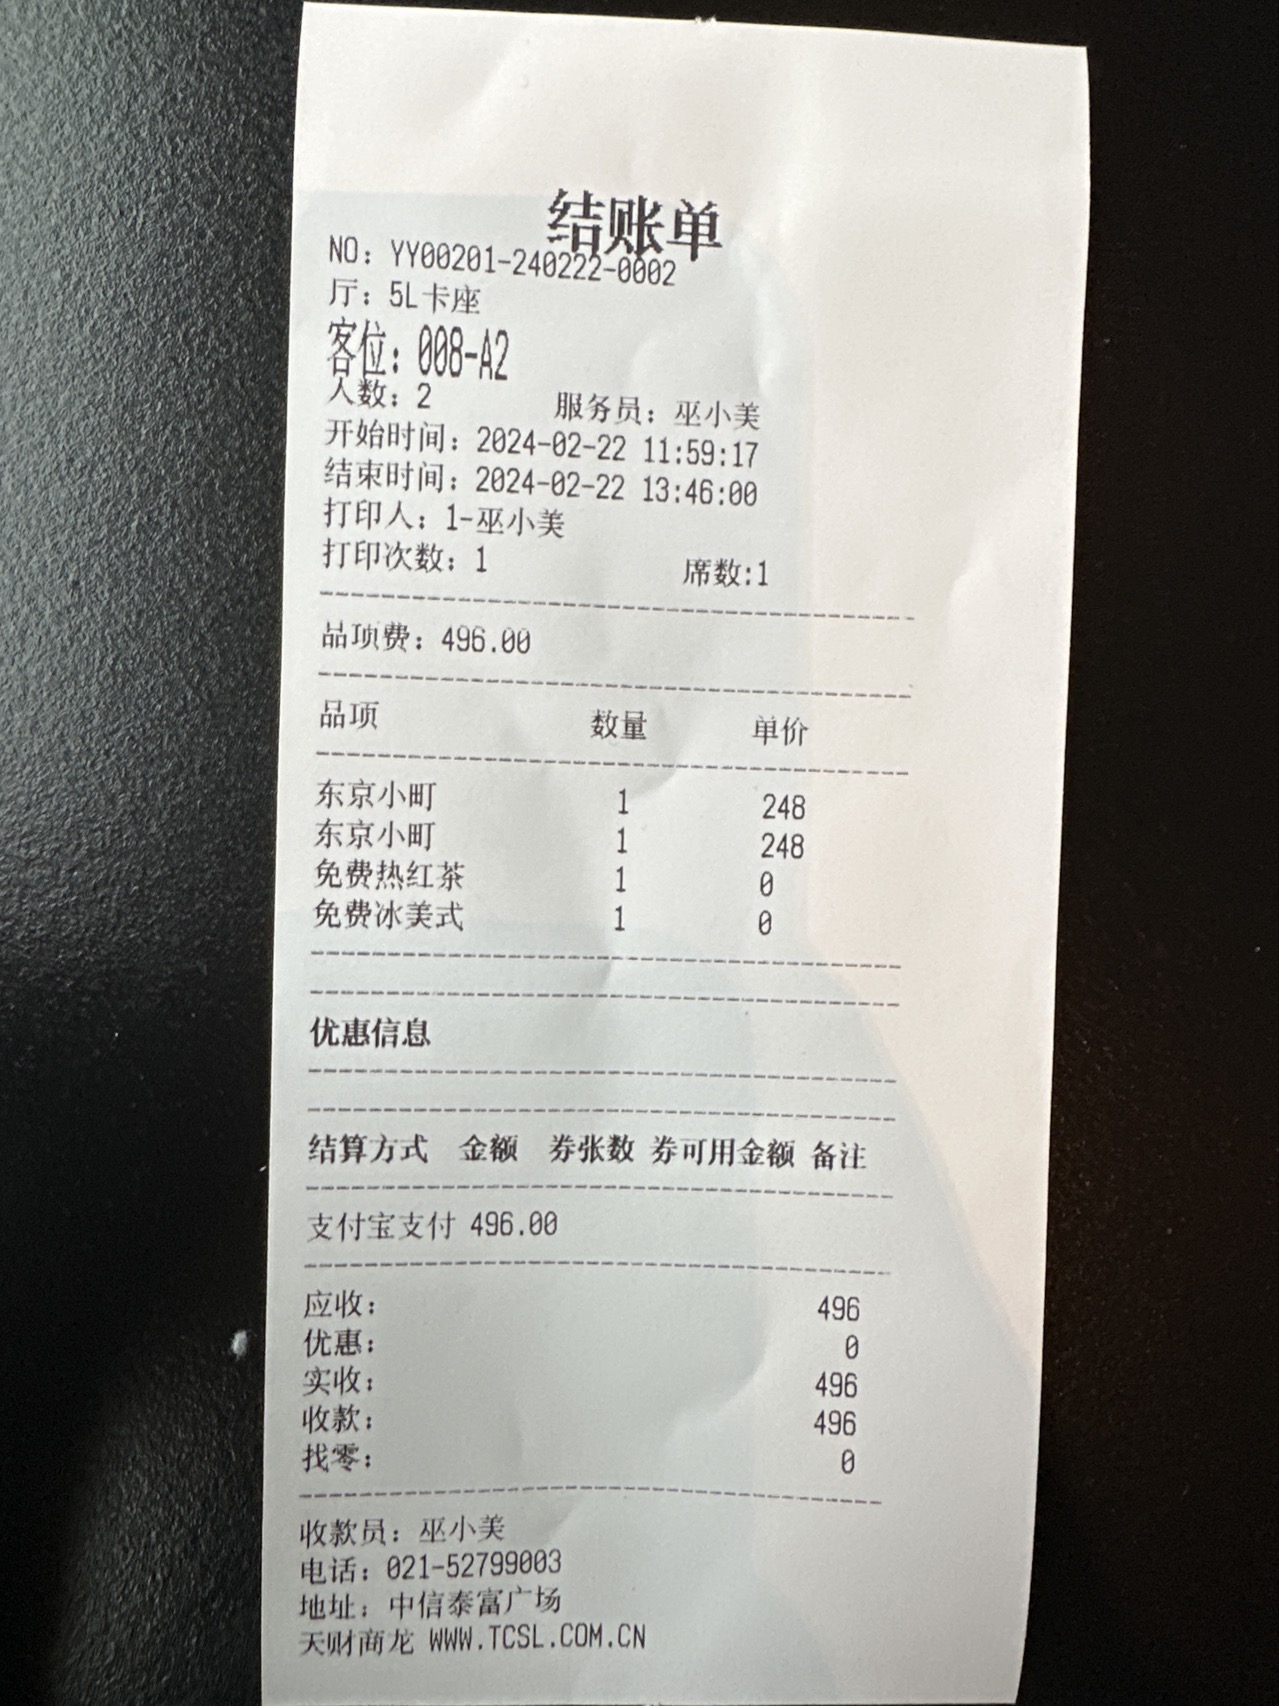 结账单
NO: YY00201-240222-0002
厅: 5L卡座
客位: 008-A2
人数: 2 服务员: 巫小美
开始时间: 2024-02-22 11:59:17
结束时间: 2024-02-22 13:46:00
打印人: 1-巫小美
打印次数: 1 席数:1
品项费: 496.00
品项 数量 单价
东京小町 1 248
东京小町 1 248
免费热红茶 1 0
免费冰美式 1 0
优惠信息
结算方式 金额 券张数 券可用金额 备注
支付宝支付 496.00
应收: 496
优惠: 0
实收: 496
收款: 496
找零: 0
收款员: 巫小美
电话: 021-52799003
地址: 中信泰富广场
天财商龙 WWW.TCSL.COM.CN